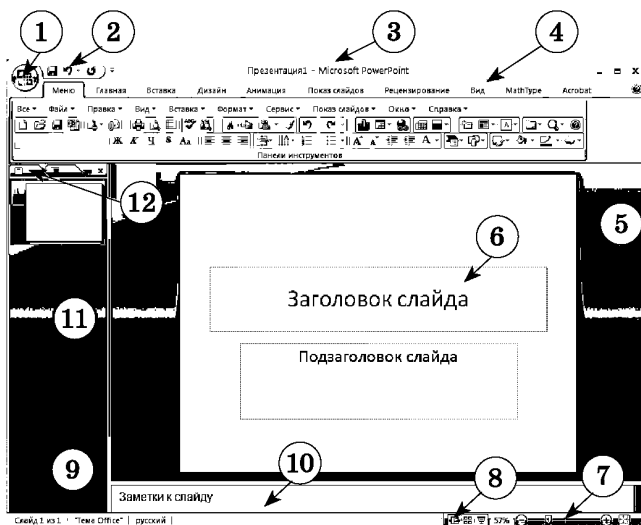 1 2 3 4
Презентация1 - Microsoft PowerPoint
Меню Главная Вставка Дизайн Анимация Показ слайдов Рецензирование Вид MathType Acrobat
Все Файл Правка Вид Вставка Формат Сервис Показ слайдов Окно Справка
Ж К Ч S Aa
Панели инструментов
12
5
6
Заголовок слайда
11
Подзаголовок слайда
9 10 8 7
Заметки к слайду
Слайд 1 из 1 "Тема Office" русский 57%